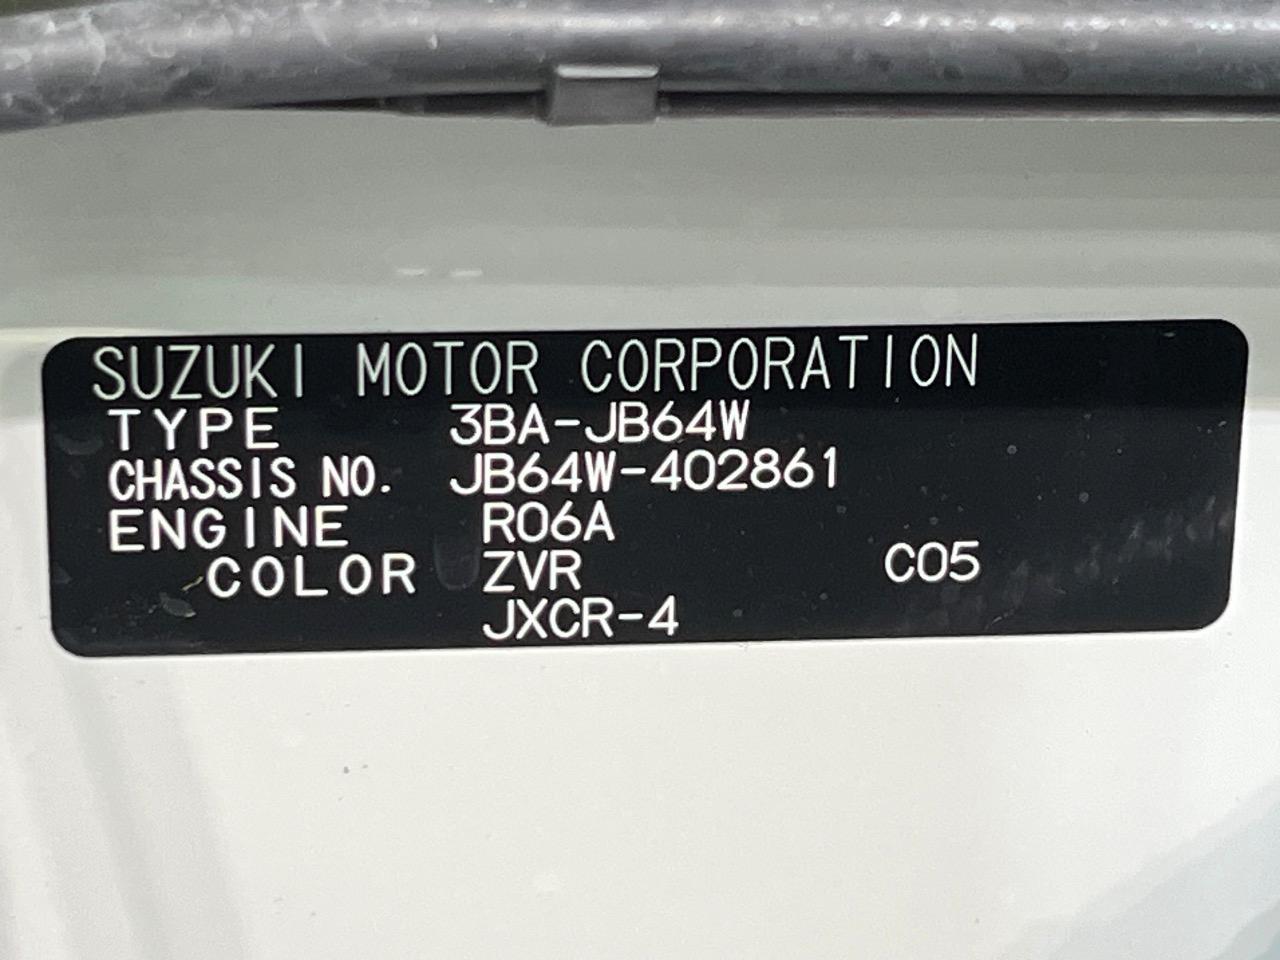 SUZUKI MOTOR CORPORATION
TYPE 3BA-JB64W
CHASSIS NO. JB64W-402861
ENGINE R06A
COLOR ZVR C05
JXCR-4